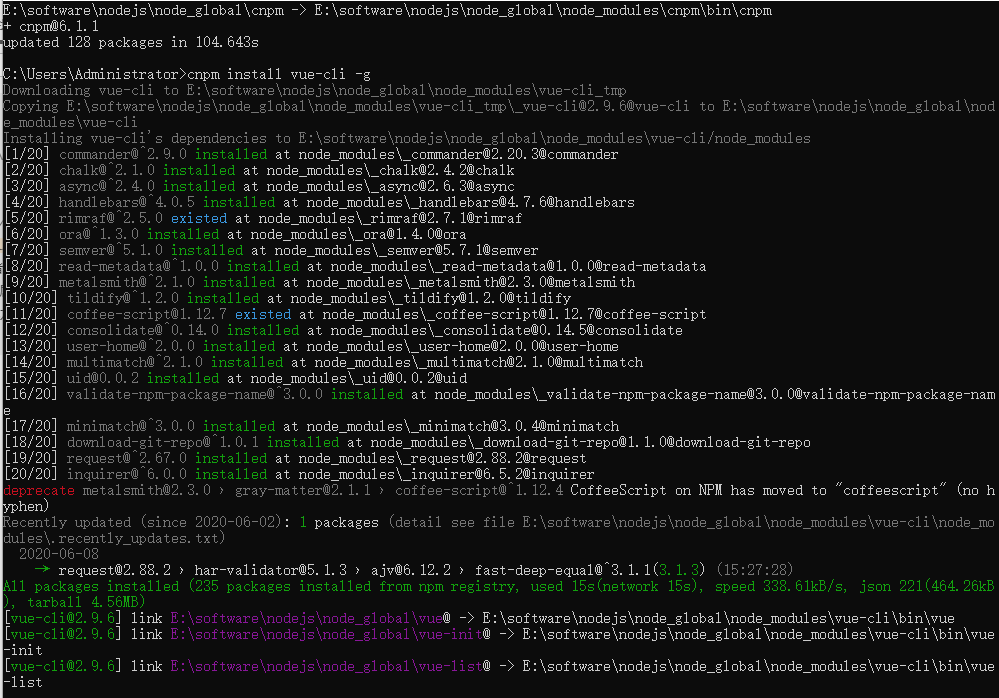 E:\software\nodejs\node_global\cnpm -> E:\software\nodejs\node_global\node_modules\cnpm\bin\cnpm
+ cnpm@6.1.1
updated 128 packages in 104.643s
C:\Users\Administrator>cnpm install vue-cli -g
Downloading vue-cli to E:\software\nodejs\node_global\node_modules\vue-cli_tmp
Copying E:\software\nodejs\node_global\node_modules\vue-cli_tmp\_vue-cli@2.9.6@vue-cli to E:\software\nodejs\node_global\nod
e_modules\vue-cli
Installing vue-cli's dependencies to E:\software\nodejs\node_global\node_modules\vue-cli/node_modules
[1/20] commander@^2.9.0 installed at node_modules\_commander@2.20.3@commander
[2/20] chalk@^2.1.0 installed at node_modules\_chalk@2.4.2@chalk
[3/20] async@^2.4.0 installed at node_modules\_async@2.6.3@async
[4/20] handlebars@^4.0.5 installed at node_modules\_handlebars@4.7.6@handlebars
[5/20] rimraf@^2.5.0 existed at node_modules\_rimraf@2.7.1@rimraf
[6/20] ora@^1.3.0 installed at node_modules\_ora@1.4.0@ora
[7/20] semver@^5.1.0 installed at node_modules\_semver@5.7.1@semver
[8/20] read-metadata@^1.0.0 installed at node_modules\_read-metadata@1.0.0@read-metadata
[9/20] metalsmith@^2.1.0 installed at node_modules\_metalsmith@2.3.0@metalsmith
[10/20] tildify@^1.2.0 installed at node_modules\_tildify@1.2.0@tildify
[11/20] coffee-script@1.12.7 existed at node_modules\_coffee-script@1.12.7@coffee-script
[12/20] consolidate@^0.14.0 installed at node_modules\_consolidate@0.14.5@consolidate
[13/20] user-home@^2.0.0 installed at node_modules\_user-home@2.0.0@user-home
[14/20] multimatch@^2.1.0 installed at node_modules\_multimatch@2.1.0@multimatch
[15/20] uid@0.0.2 installed at node_modules\_uid@0.0.2@uid
[16/20] validate-npm-package-name@^3.0.0 installed at node_modules\_validate-npm-package-name@3.0.0@validate-npm-package-nam
e
[17/20] minimatch@^3.0.0 installed at node_modules\_minimatch@3.0.4@minimatch
[18/20] download-git-repo@^1.0.1 installed at node_modules\_download-git-repo@1.1.0@download-git-repo
[19/20] request@^2.67.0 installed at node_modules\_request@2.88.2@request
[20/20] inquirer@^6.0.0 installed at node_modules\_inquirer@6.5.2@inquirer
deprecate metalsmith@2.3.0 › gray-matter@2.1.1 › coffee-script@^1.12.4 CoffeeScript on NPM has moved to "coffeescript" (no h
yphen)
Recently updated (since 2020-06-02): 1 packages (detail see file E:\software\nodejs\node_global\node_modules\vue-cli\node_mo
dules\.recently_updates.txt)
2020-06-08
→ request@2.88.2 › har-validator@5.1.3 › ajv@6.12.2 › fast-deep-equal@^3.1.1(3.1.3) (15:27:28)
All packages installed (235 packages installed from npm registry, used 15s(network 15s), speed 338.61kB/s, json 221(464.26kB
), tarball 4.56MB)
[vue-cli@2.9.6] link E:\software\nodejs\node_global\vue@ -> E:\software\nodejs\node_global\node_modules\vue-cli\bin\vue
[vue-cli@2.9.6] link E:\software\nodejs\node_global\vue-init@ -> E:\software\nodejs\node_global\node_modules\vue-cli\bin\vue
-init
[vue-cli@2.9.6] link E:\software\nodejs\node_global\vue-list@ -> E:\software\nodejs\node_global\node_modules\vue-cli\bin\vue
-list